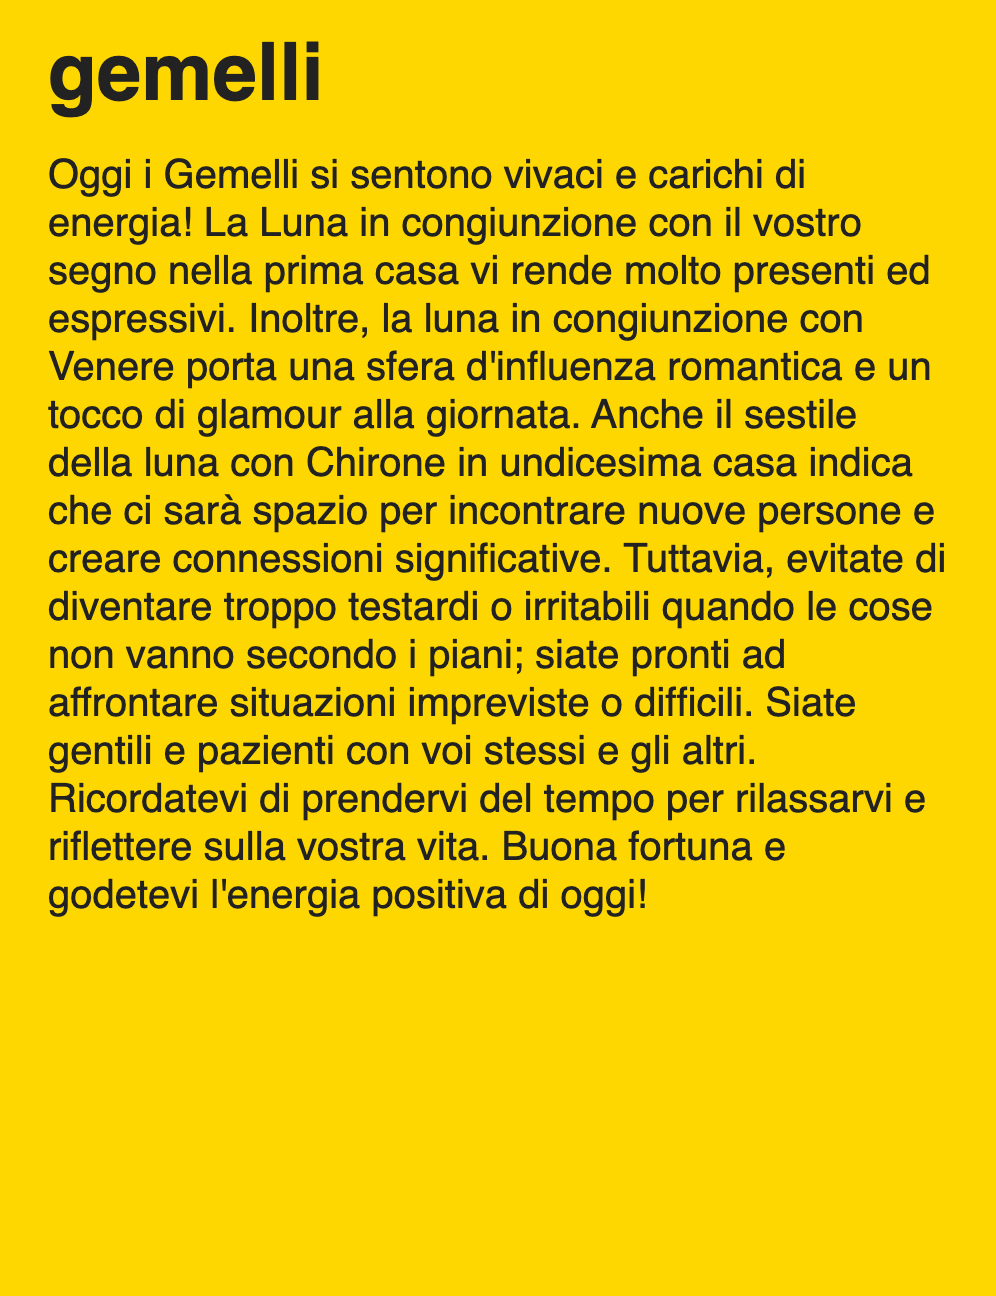 gemelli
Oggi i Gemelli si sentono vivaci e carichi di
energia! La Luna in congiunzione con il vostro
segno nella prima casa vi rende molto presenti ed
espressivi. Inoltre, la luna in congiunzione con
Venere porta una sfera d'influenza romantica e un
tocco di glamour alla giornata. Anche il sestile
della luna con Chirone in undicesima casa indica
che ci sarà spazio per incontrare nuove persone e
creare connessioni significative. Tuttavia, evitate di
diventare troppo testardi o irritabili quando le cose
non vanno secondo i piani; siate pronti ad
affrontare situazioni impreviste o difficili. Siate
gentili e pazienti con voi stessi e gli altri.
Ricordatevi di prendervi del tempo per rilassarvi e
riflettere sulla vostra vita. Buona fortuna e
godetevi l'energia positiva di oggi!